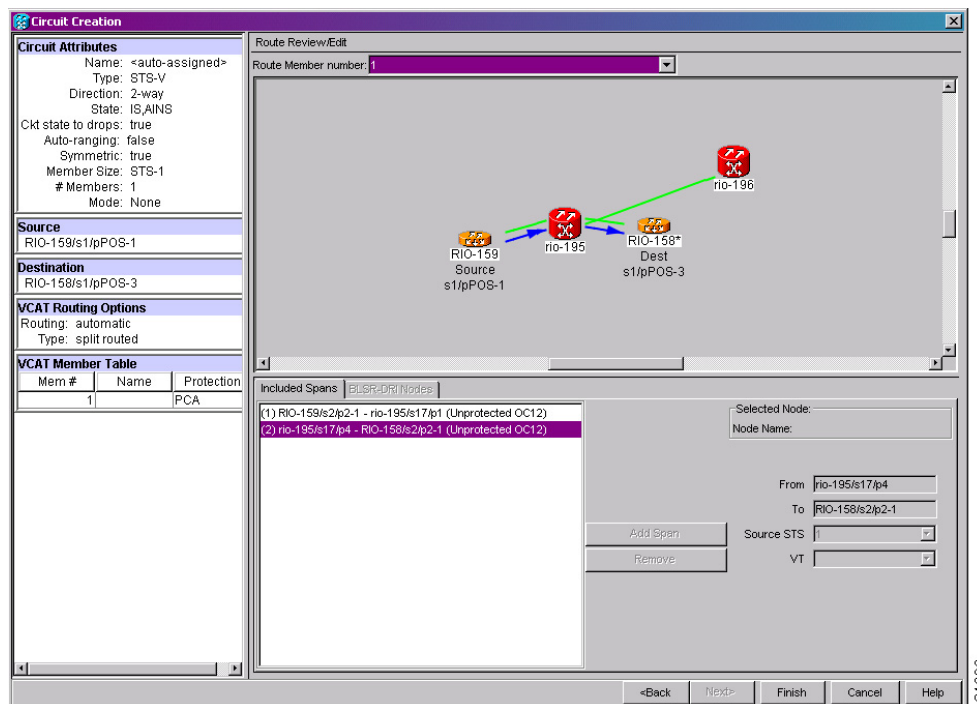 Circuit Creation
Circuit Attributes
Name: <auto-assigned>
Type: STS-V
Direction: 2-way
State: IS,AINS
Ckt state to drops: true
Auto-ranging: false
Symmetric: true
Member Size: STS-1
# Members: 1
Mode: None
Source
RIO-159/s1/pPOS-1
Destination
RIO-158/s1/pPOS-3
VCAT Routing Options
Routing: automatic
Type: split routed
VCAT Member Table
Mem # Name Protection
1 PCA
Route Review/Edit
Route Member number: 1
rio-196
rio-195
RIO-159
Source
s1/pPOS-1
RIO-158*
Dest
s1/pPOS-3
Included Spans BLSR-DRI Nodes
(1) RIO-159/s2/p2-1 - rio-195/s17/p1 (Unprotected OC12)
(2) rio-195/s17/p4 - RIO-158/s2/p2-1 (Unprotected OC12)
Add Span
Remove
Selected Node:
Node Name:
From rio-195/s17/p4
To RIO-158/s2/p2-1
Source STS 1
VT
<Back Next> Finish Cancel Help